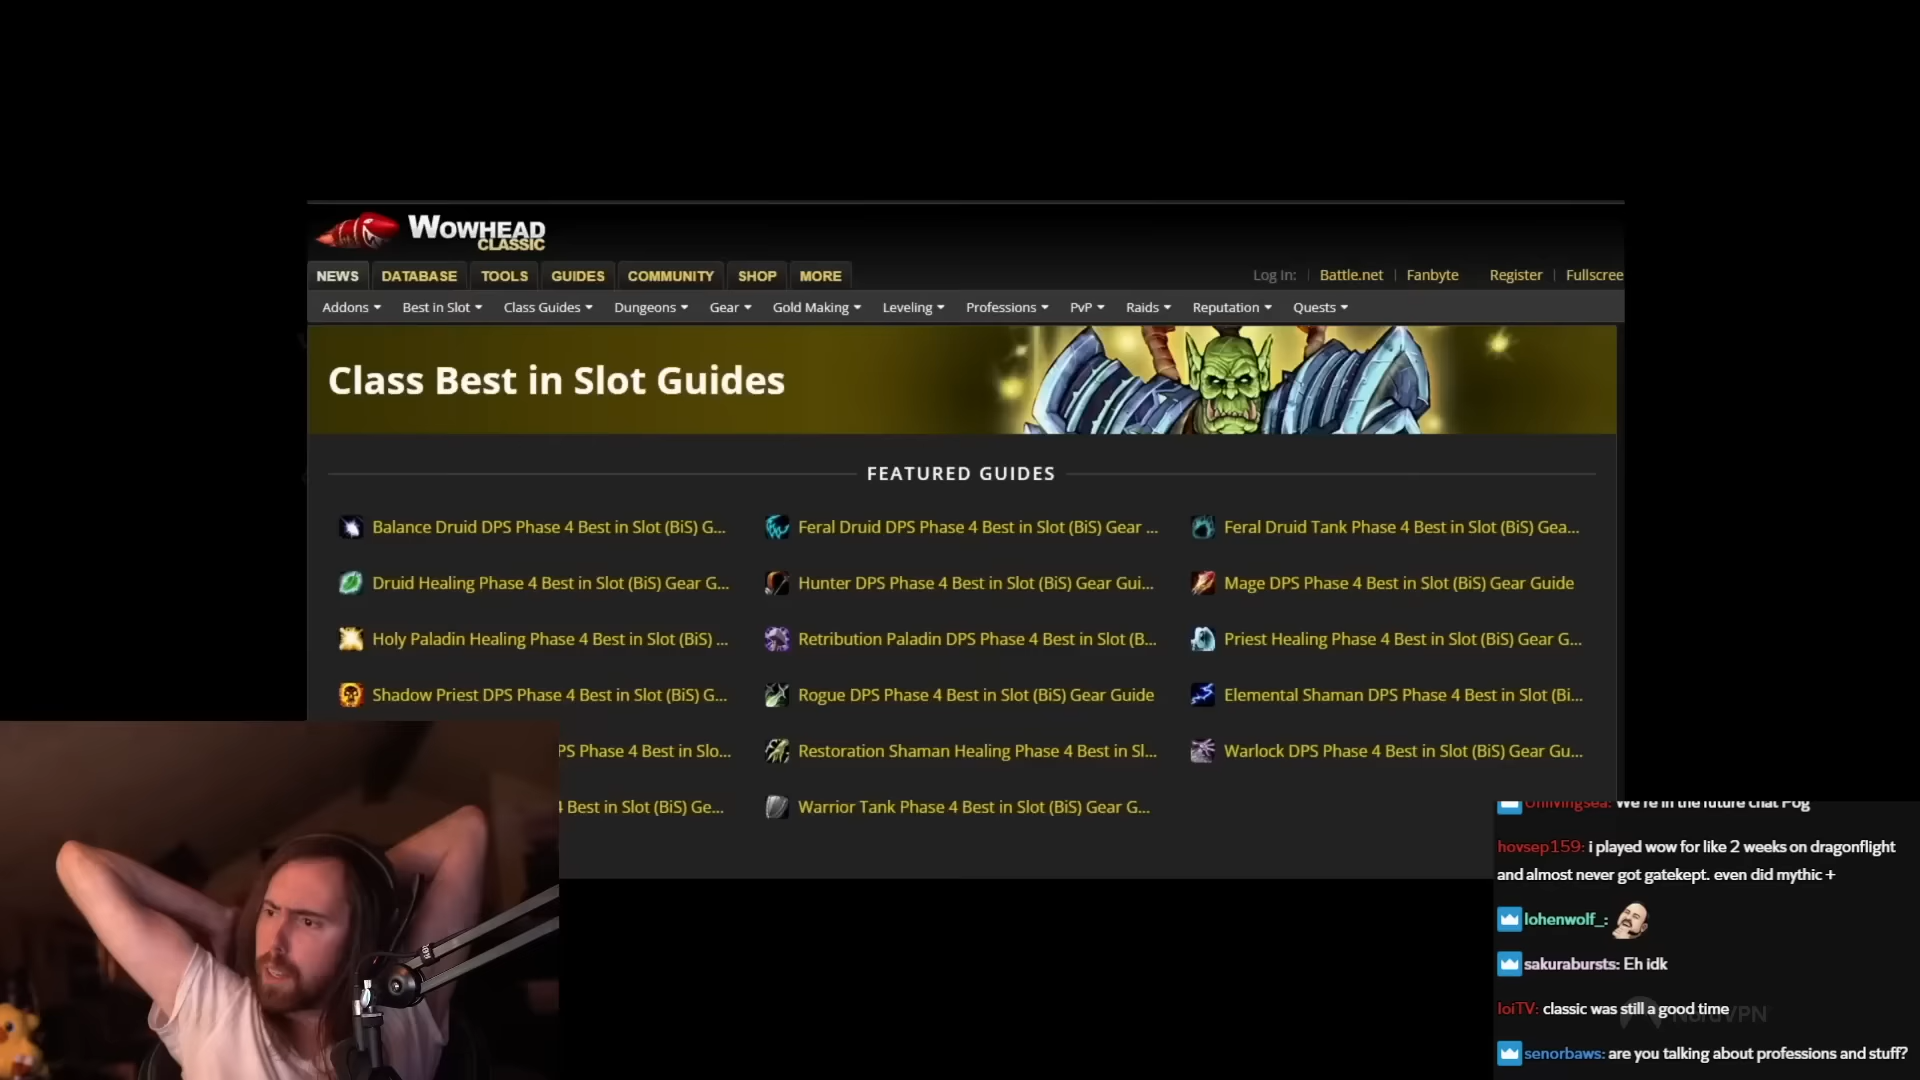 WOWHEAD
CLASSIC
NEWS DATABASE TOOLS GUIDES COMMUNITY SHOP MORE
Log In: | Battle.net | Fanbyte Register | Fullscree
Addons Best in Slot Class Guides Dungeons Gear Gold Making Leveling Professions PvP Raids Reputation Quests
Class Best in Slot Guides
FEATURED GUIDES
Balance Druid DPS Phase 4 Best in Slot (BiS) G... Feral Druid DPS Phase 4 Best in Slot (BiS) Gear ... Feral Druid Tank Phase 4 Best in Slot (BiS) Gea...
Druid Healing Phase 4 Best in Slot (BiS) Gear G... Hunter DPS Phase 4 Best in Slot (BiS) Gear Gui... Mage DPS Phase 4 Best in Slot (BiS) Gear Guide
Holy Paladin Healing Phase 4 Best in Slot (BiS) ... Retribution Paladin DPS Phase 4 Best in Slot (B... Priest Healing Phase 4 Best in Slot (BiS) Gear G...
Shadow Priest DPS Phase 4 Best in Slot (BiS) G... Rogue DPS Phase 4 Best in Slot (BiS) Gear Guide Elemental Shaman DPS Phase 4 Best in Slot (Bi...
PS Phase 4 Best in Slo... Restoration Shaman Healing Phase 4 Best in Sl... Warlock DPS Phase 4 Best in Slot (BiS) Gear Gu...
4 Best in Slot (BiS) Ge... Warrior Tank Phase 4 Best in Slot (BiS) Gear G...
Unlivingsea: We're in the future chat Pog
hovsep159: i played wow for like 2 weeks on dragonflight
and almost never got gatekept. even did mythic +
lohenwolf_:
sakurabursts: Eh idk
loiTV: classic was still a good time
NordVPN
senorbaws: are you talking about professions and stuff?